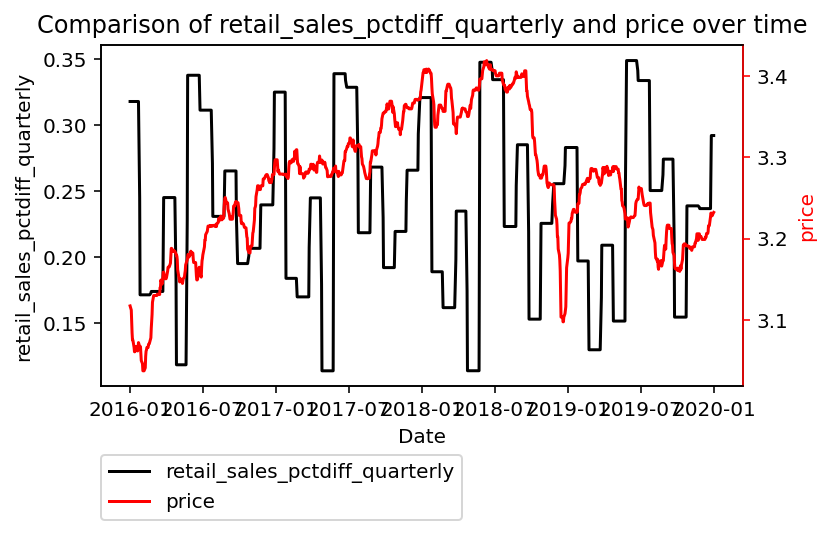 Comparison of retail_sales_pctdiff_quarterly and price over time
retail_sales_pctdiff_quarterly
0.35
0.30
0.25
0.20
0.15
3.4
3.3
3.2
3.1
price
2016-01 2016-07 2017-01 2017-07 2018-01 2018-07 2019-01 2019-07 2020-01
Date
retail_sales_pctdiff_quarterly
price